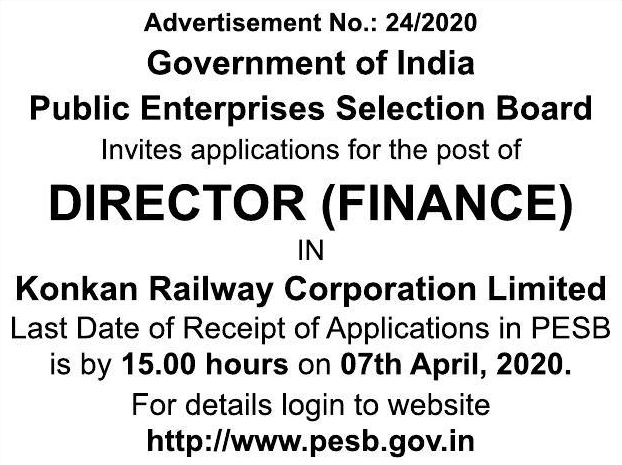 Advertisement No.: 24/2020
Government of India
Public Enterprises Selection Board
Invites applications for the post of
DIRECTOR (FINANCE)
IN
Konkan Railway Corporation Limited
Last Date of Receipt of Applications in PESB
is by 15.00 hours on 07th April, 2020.
For details login to website
http://www.pesb.gov.in